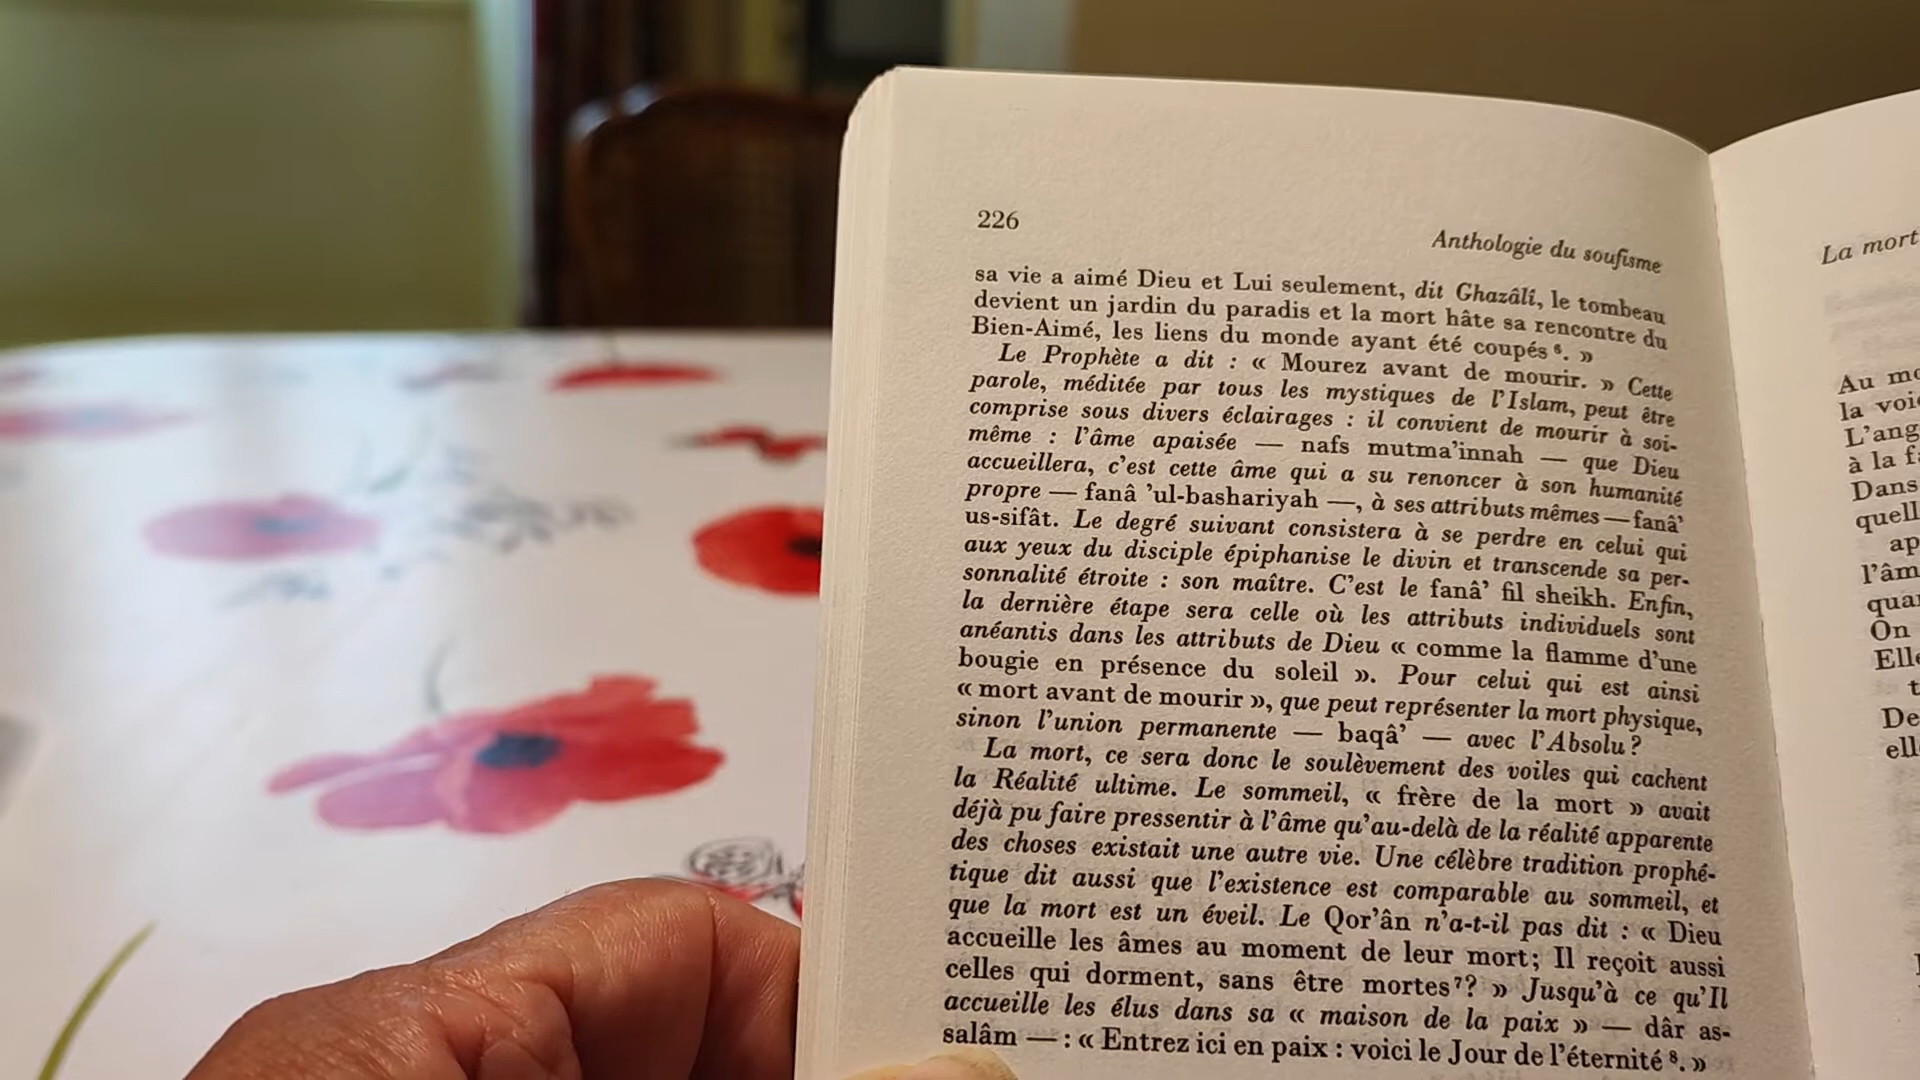 226
Anthologie du soufisme
sa vie a aimé Dieu et Lui seulement, dit Ghazâlî, le tombeau
devient un jardin du paradis et la mort hâte sa rencontre du
Bien-Aimé, les liens du monde ayant été coupés ⁶. »
Le Prophète a dit : « Mourez avant de mourir. » Cette
parole, méditée par tous les mystiques de l'Islam, peut être
comprise sous divers éclairages : il convient de mourir à soi-
même : l'âme apaisée — nafs mutma'innah — que Dieu
accueillera, c'est cette âme qui a su renoncer à son humanité
propre — fanâ 'ul-bashariyah —, à ses attributs mêmes — fanâ'
us-sifât. Le degré suivant consistera à se perdre en celui qui
aux yeux du disciple épiphanise le divin et transcende sa per-
sonnalité étroite : son maître. C'est le fanâ' fil sheikh. Enfin,
la dernière étape sera celle où les attributs individuels sont
anéantis dans les attributs de Dieu « comme la flamme d'une
bougie en présence du soleil ». Pour celui qui est ainsi
« mort avant de mourir », que peut représenter la mort physique,
sinon l'union permanente — baqâ' — avec l'Absolu?
La mort, ce sera donc le soulèvement des voiles qui cachent
la Réalité ultime. Le sommeil, « frère de la mort » avait
déjà pu faire pressentir à l'âme qu'au-delà de la réalité apparente
des choses existait une autre vie. Une célèbre tradition prophé-
tique dit aussi que l'existence est comparable au sommeil, et
que la mort est un éveil. Le Qor'ân n'a-t-il pas dit : « Dieu
accueille les âmes au moment de leur mort; Il reçoit aussi
celles qui dorment, sans être mortes⁷? » Jusqu'à ce qu'Il
accueille les élus dans sa « maison de la paix » — dâr as-
salâm — : « Entrez ici en paix : voici le Jour de l'éternité ⁸. »
La mort
Au
la
à la
Dans
On